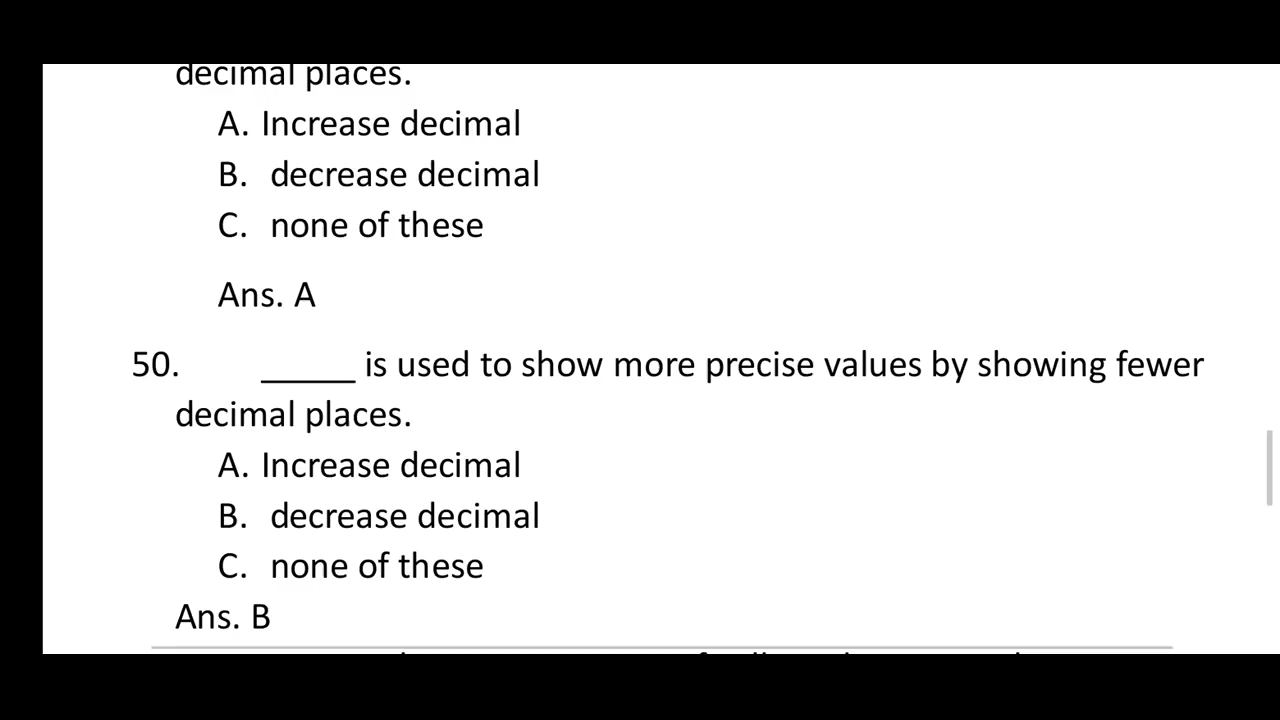 decimal places.
A. Increase decimal
B. decrease decimal
C. none of these
Ans. A
50. _____ is used to show more precise values by showing fewer
decimal places.
A. Increase decimal
B. decrease decimal
C. none of these
Ans. B